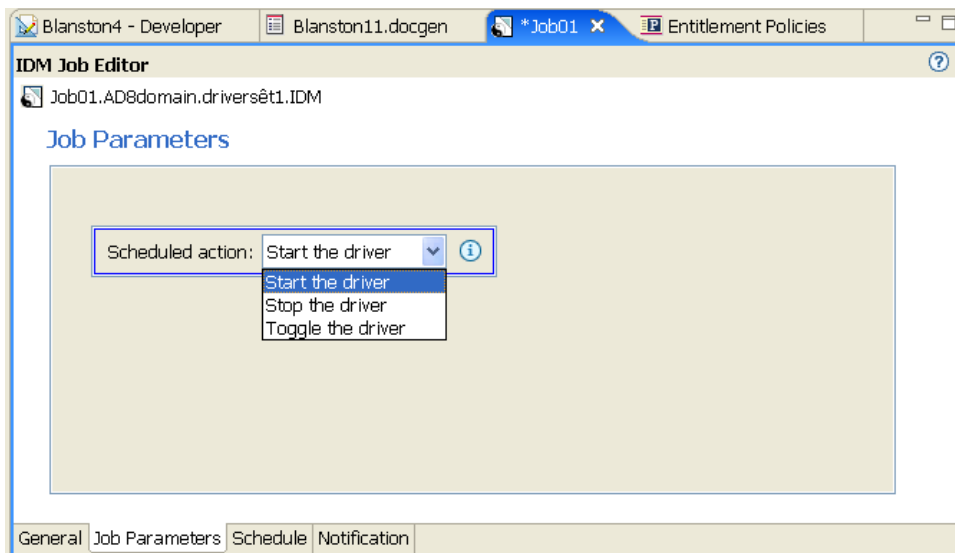 Blanston4 - Developer Blanston11.docgen *Job01 Entitlement Policies
IDM Job Editor
Job01.AD8domain.driversêt1.IDM
Job Parameters
Scheduled action: Start the driver
Start the driver
Stop the driver
Toggle the driver
General Job Parameters Schedule Notification